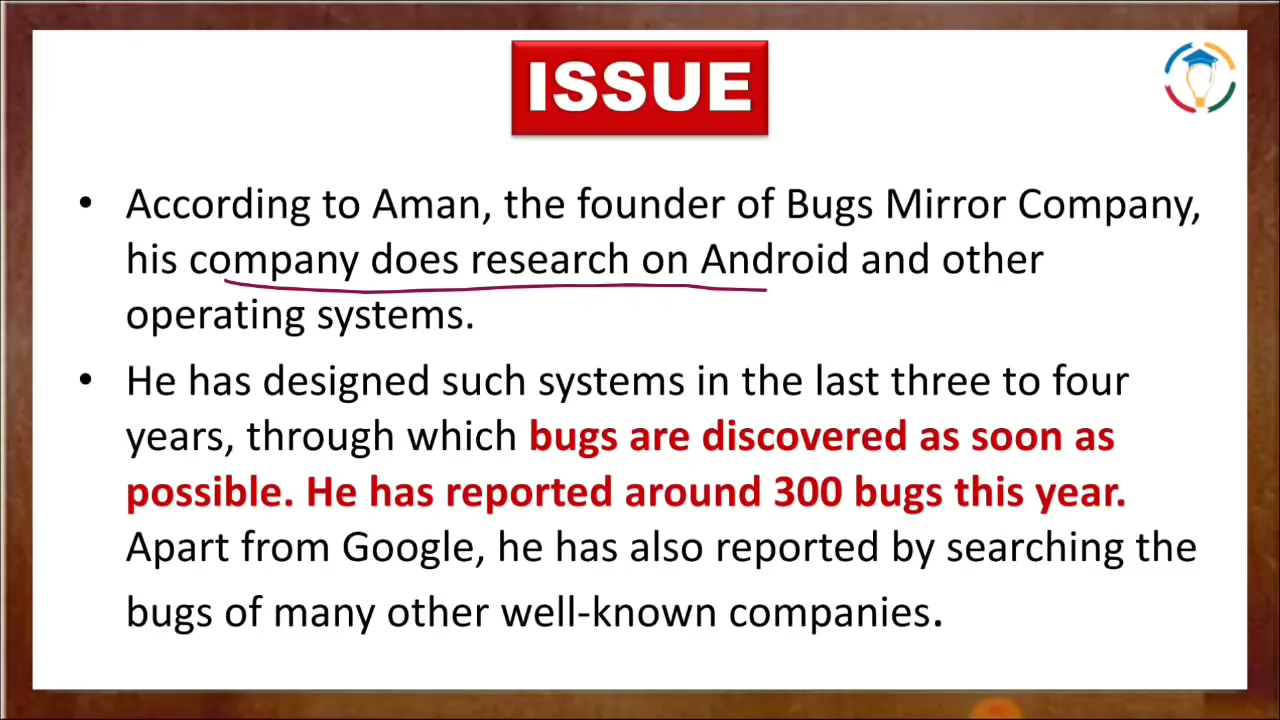 ISSUE
• According to Aman, the founder of Bugs Mirror Company,
his company does research on Android and other
operating systems.
• He has designed such systems in the last three to four
years, through which bugs are discovered as soon as
possible. He has reported around 300 bugs this year.
Apart from Google, he has also reported by searching the
bugs of many other well-known companies.